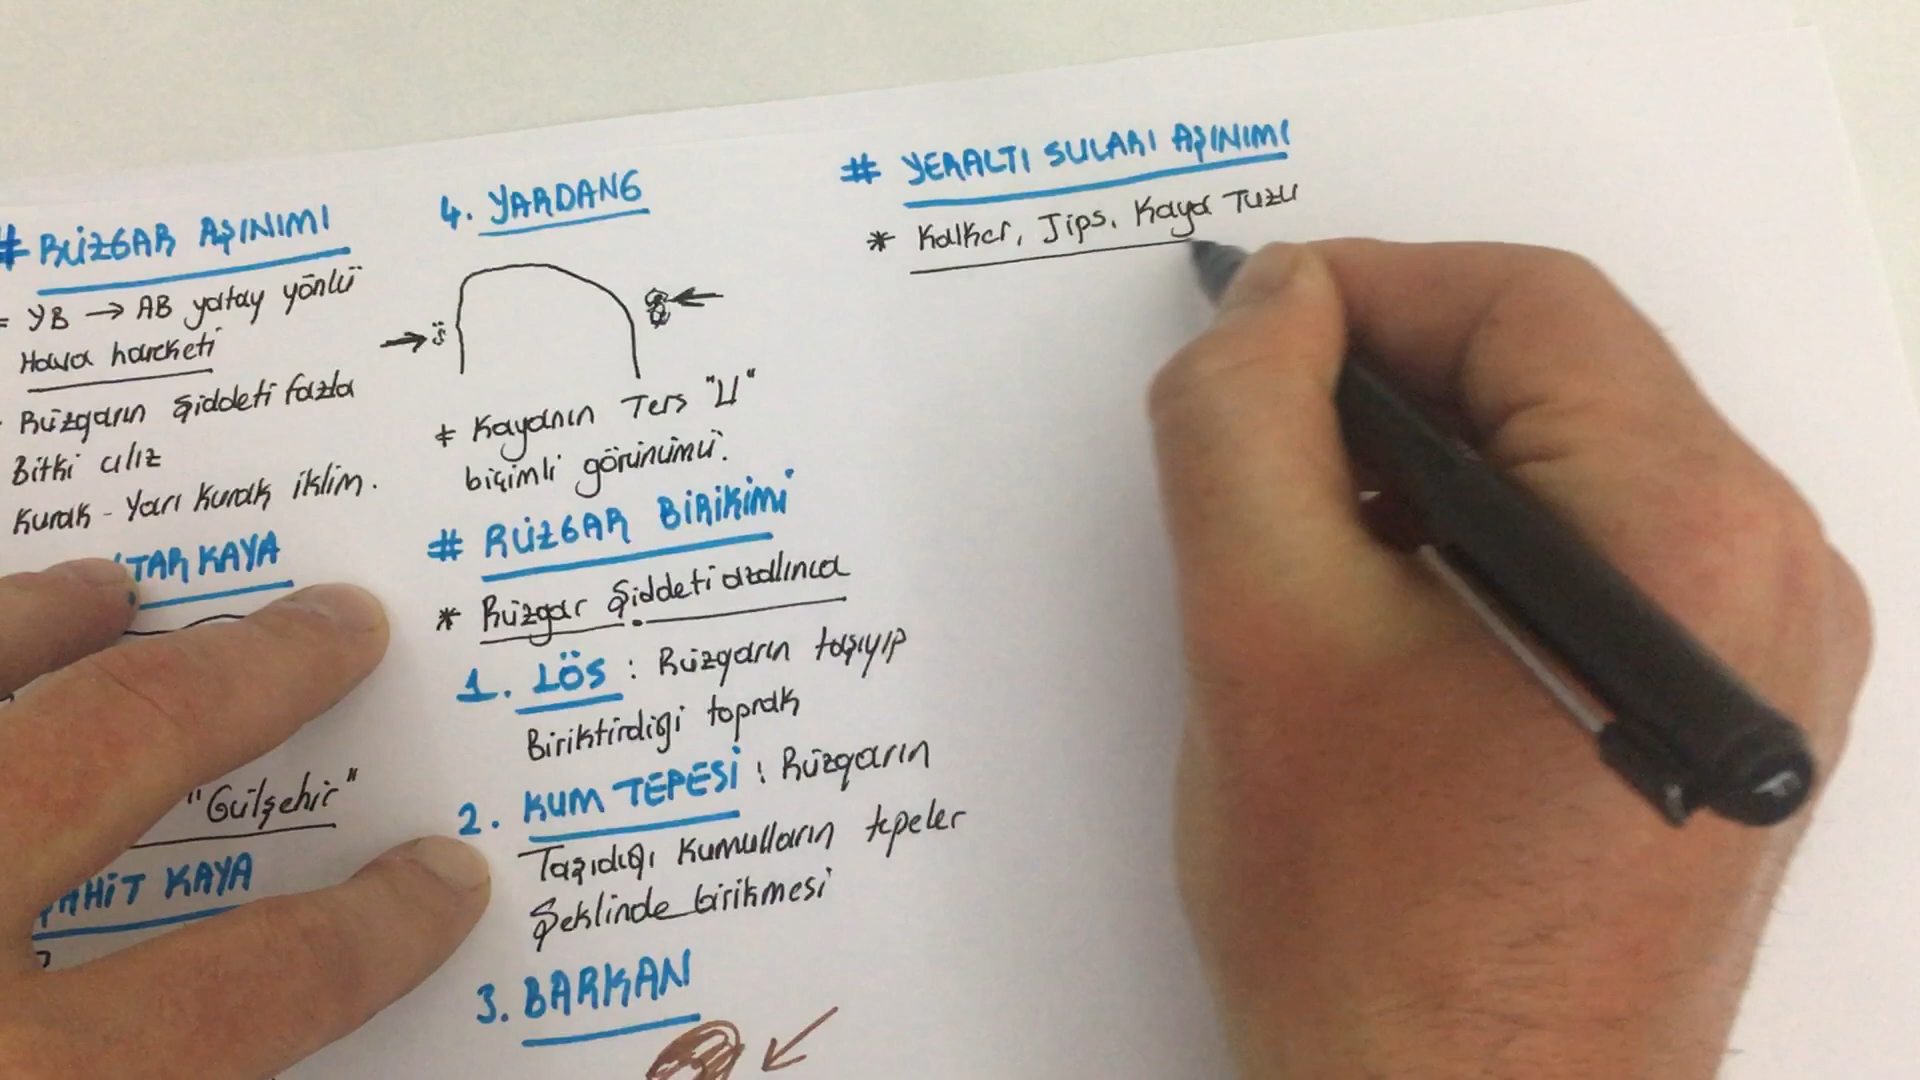 # RÜZGAR AŞINIMI
= YB → AB yatay yönlü
Hava hareketi
Rüzgarın şiddeti fazla
Bitki cılız
Kurak - Yarı kurak iklim.
TAR KAYA
"Gülşehir"
AHİT KAYA
4. YARDANG
* Kayanın Ters "U"
biçimli görünümü.
# RÜZGAR BİRİKİMİ
* Rüzgar Şiddeti azalınca
1. LÖS : Rüzgarın taşıyıp
Biriktirdiği toprak
2. KUM TEPESİ : Rüzgarın
Taşıdığı kumulların tepeler
Şeklinde birikmesi
3. BARKAN
# YERALTI SULARI AŞINIMI
* Kalker, Jips, Kaya Tuzu